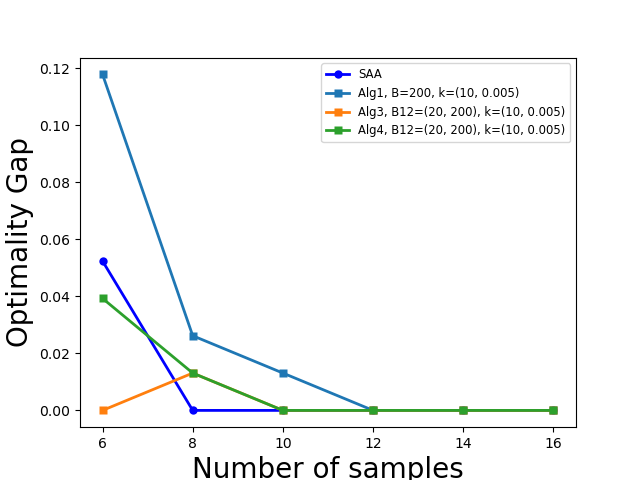 0.12
0.10
0.08
0.06
0.04
0.02
0.00
Optimality Gap
SAA
Alg1, B=200, k=(10, 0.005)
Alg3, B12=(20, 200), k=(10, 0.005)
Alg4, B12=(20, 200), k=(10, 0.005)
6 8 10 12 14 16
Number of samples